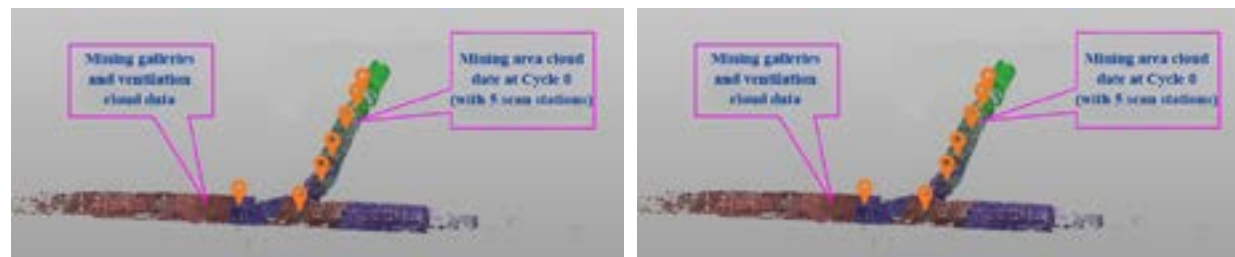 Mining galleries
and ventilation
cloud data
Mining area cloud
date at Cycle 0
(with 5 scan stations)
Mining galleries
and ventilation
cloud data
Mining area cloud
date at Cycle 0
(with 5 scan stations)